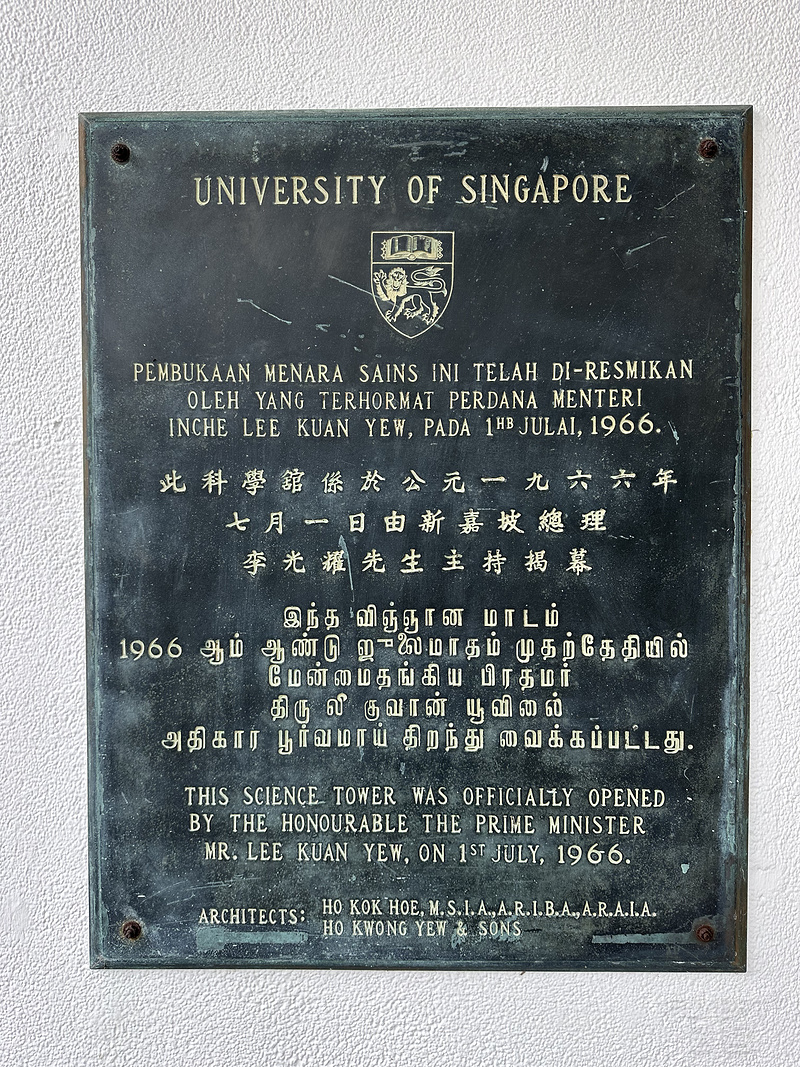 UNIVERSITY OF SINGAPORE
PEMBUKAAN MENARA SAINS INI TELAH DI-RESMIKAN
OLEH YANG TERHORMAT PERDANA MENTERI
INCHE LEE KUAN YEW, PADA 1HB JULAI, 1966.
此科學舘係於公元一九六六年
七月一日由新嘉坡總理
李光耀先生主持揭幕
இந்த விஞ்ஞான மாடம்
1966 ஆம் ஆண்டு ஜுலைமாதம் முதற்தேதியில்
மேன்மைதங்கிய பிரதமர்
திரு லீ குவான் யூவினால்
அதிகார பூர்வமாய் திறந்து வைக்கப்பட்டது.
THIS SCIENCE TOWER WAS OFFICIALLY OPENED
BY THE HONOURABLE THE PRIME MINISTER
MR. LEE KUAN YEW, ON 1ST JULY, 1966.
ARCHITECTS: HO KOK HOE, M.S.I.A., A.R.I.B.A., A.R.A.I.A.
HO KWONG YEW & SONS